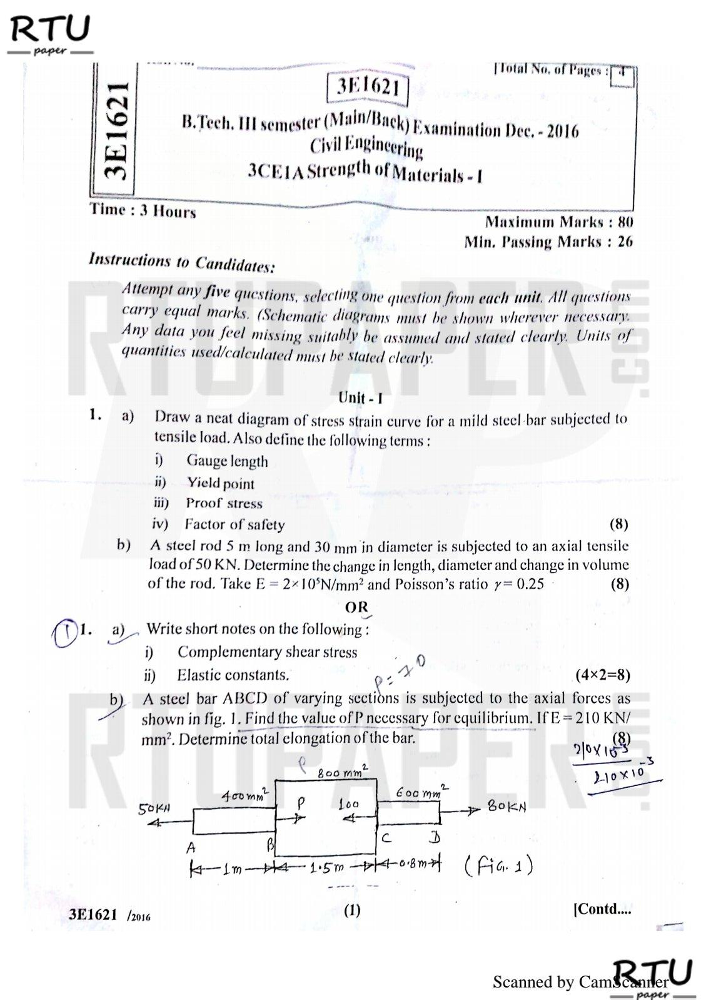 RTU
paper
[Total No. of Pages : 4
3E1621
3E1621
B.Tech. III semester (Main/Back) Examination Dec. - 2016
Civil Engineering
3CE1A Strength of Materials - I
Time : 3 Hours
Maximum Marks : 80
Min. Passing Marks : 26
Instructions to Candidates:
Attempt any five questions, selecting one question from each unit. All questions
carry equal marks. (Schematic diagrams must be shown wherever necessary.
Any data you feel missing suitably be assumed and stated clearly. Units of
quantities used/calculated must be stated clearly.
RTUPAPER.com
Unit - I
1. a) Draw a neat diagram of stress strain curve for a mild steel bar subjected to
tensile load. Also define the following terms :
i) Gauge length
ii) Yield point
iii) Proof stress
iv) Factor of safety (8)
b) A steel rod 5 m long and 30 mm in diameter is subjected to an axial tensile
load of 50 KN. Determine the change in length, diameter and change in volume
of the rod. Take E = 2×10⁵N/mm² and Poisson's ratio γ= 0.25 (8)
OR
1 1. a) Write short notes on the following :
i) Complementary shear stress
ii) Elastic constants. (4×2=8)
P = 70
b) A steel bar ABCD of varying sections is subjected to the axial forces as
shown in fig. 1. Find the value of P necessary for equilibrium. If E = 210 KN/
mm². Determine total elongation of the bar. (8)
RTUPAPER.com
210×10⁻³
210×10⁻³
P
800 mm²
400mm²
600 mm²
50KN
P
100
80KN
A
B
C
D
1m
1.5m
0.8m
(FiG. 1)
3E1621 /2016
(1)
[Contd....
Scanned by CamScanner
RTU
paper